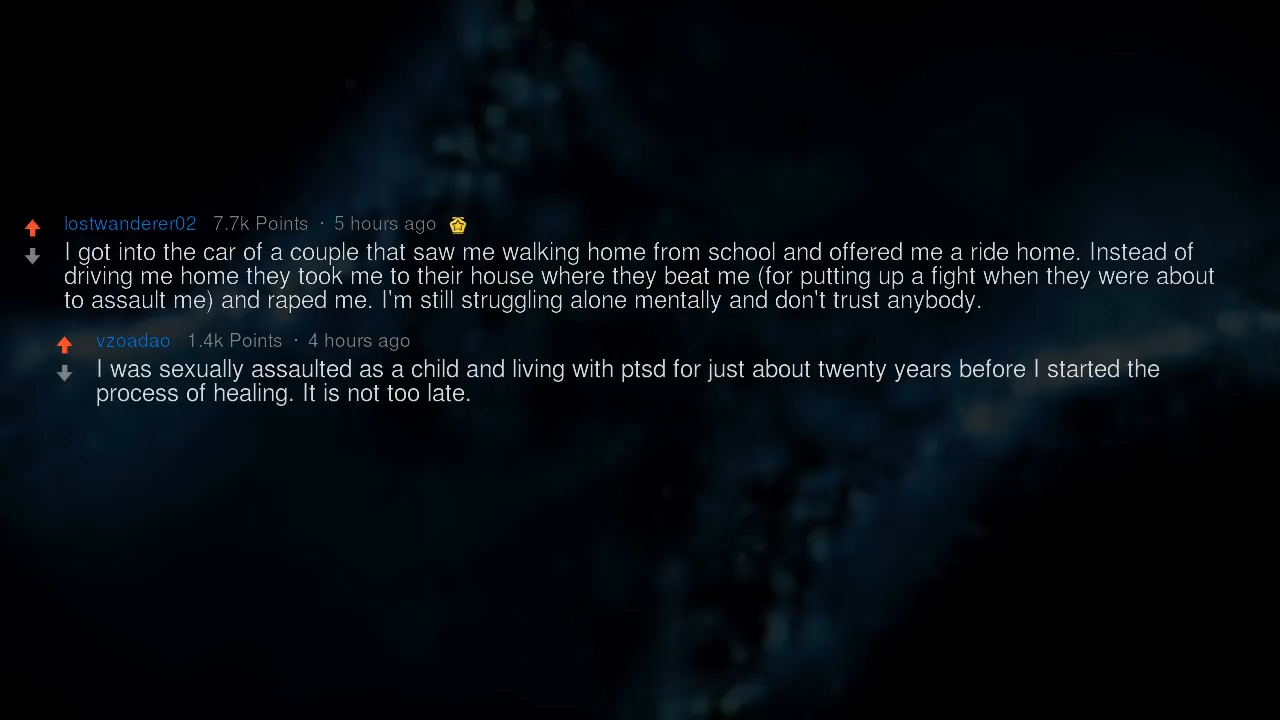 lostwanderer02 7.7k Points · 5 hours ago
I got into the car of a couple that saw me walking home from school and offered me a ride home. Instead of
driving me home they took me to their house where they beat me (for putting up a fight when they were about
to assault me) and raped me. I'm still struggling alone mentally and don't trust anybody.
vzoadao 1.4k Points · 4 hours ago
I was sexually assaulted as a child and living with ptsd for just about twenty years before I started the
process of healing. It is not too late.